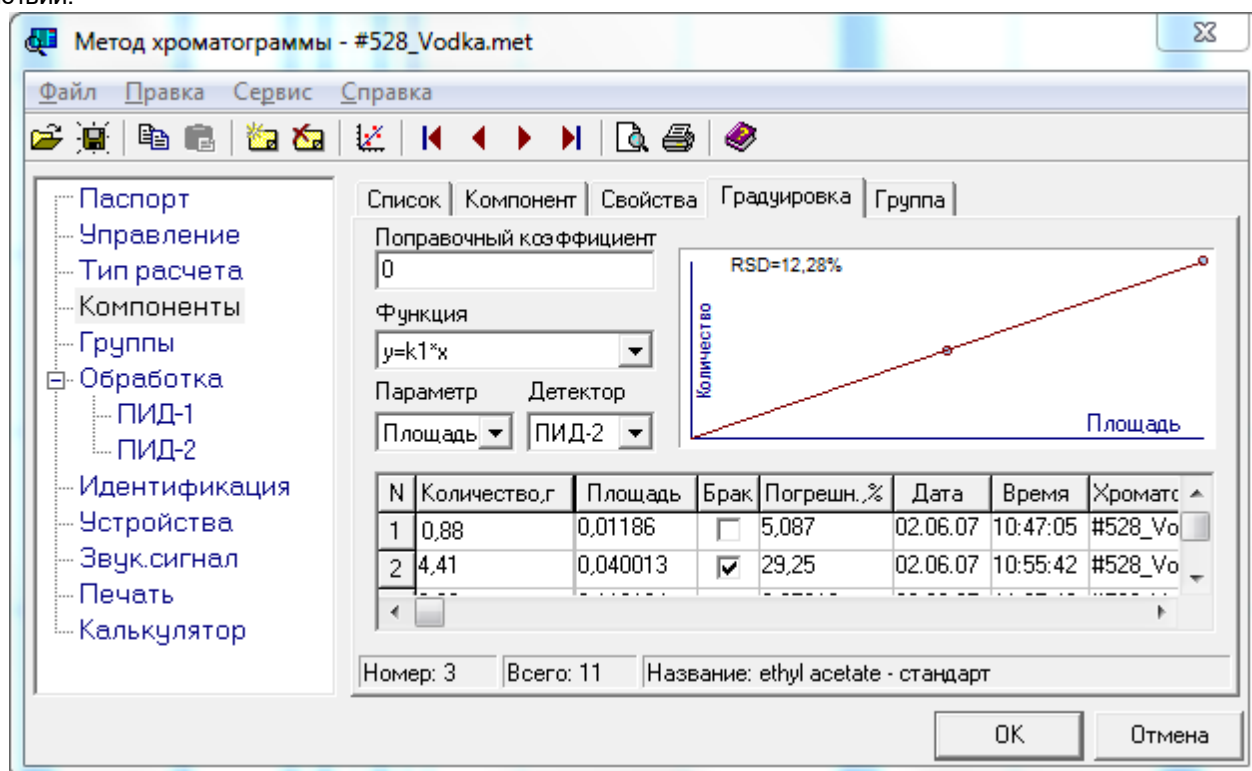 Метод хроматограммы - #528_Vodka.met
Файл Правка Сервис Справка
Паспорт
Управление
Тип расчета
Компоненты
Группы
Обработка
ПИД-1
ПИД-2
Идентификация
Устройства
Звук.сигнал
Печать
Калькулятор
Список Компонент Свойства Градуировка Группа
Поправочный коэффициент
0
Функция
y=k1*x
Параметр Детектор
Площадь ПИД-2
RSD=12,28%
Количество
Площадь
N Количество,г Площадь Брак Погрешн.,% Дата Время Хромато
1 0,88 0,01186 5,087 02.06.07 10:47:05 #528_Vo
2 4,41 0,040013 29,25 02.06.07 10:55:42 #528_Vo
Номер: 3 Всего: 11 Название: ethyl acetate - стандарт
OK Отмена